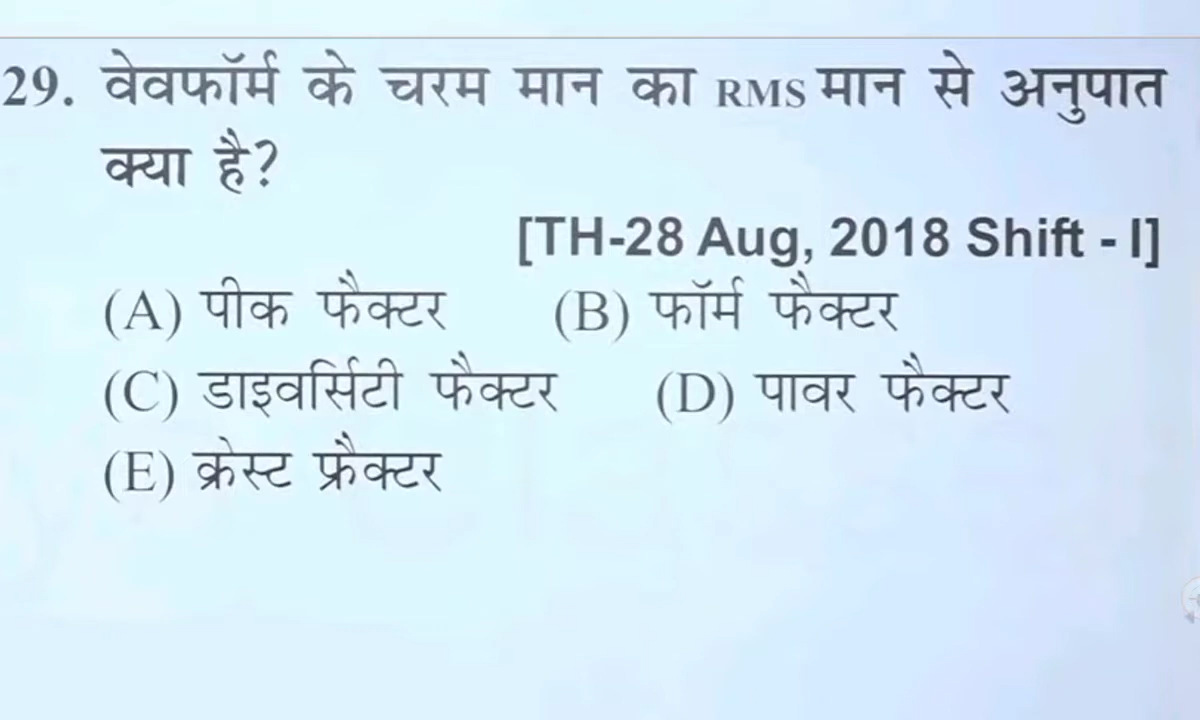 29. वेवफॉर्म के चरम मान का RMS मान से अनुपात
क्या है?
[TH-28 Aug, 2018 Shift - I]
(A) पीक फैक्टर (B) फॉर्म फैक्टर
(C) डाइवर्सिटी फैक्टर (D) पावर फैक्टर
(E) क्रेस्ट फ्रैक्टर